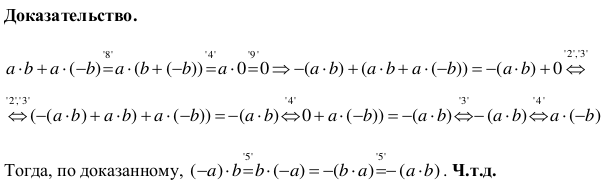 Доказательство.
a·b+a·(−b)='8'=a·(b+(−b))='4'=a·0='9'=0⇒−(a·b)+(a·b+a·(−b))=−(a·b)+0 '2','3'⇔
'2','3'⇔(−(a·b)+a·b)+a·(−b))=−(a·b) '4'⇔0+a·(−b))=−(a·b) '3'⇔−(a·b) '4'⇔a·(−b)
Тогда, по доказанному, (−a)·b='5'=b·(−a)=−(b·a)='5'=−(a·b). Ч.т.д.